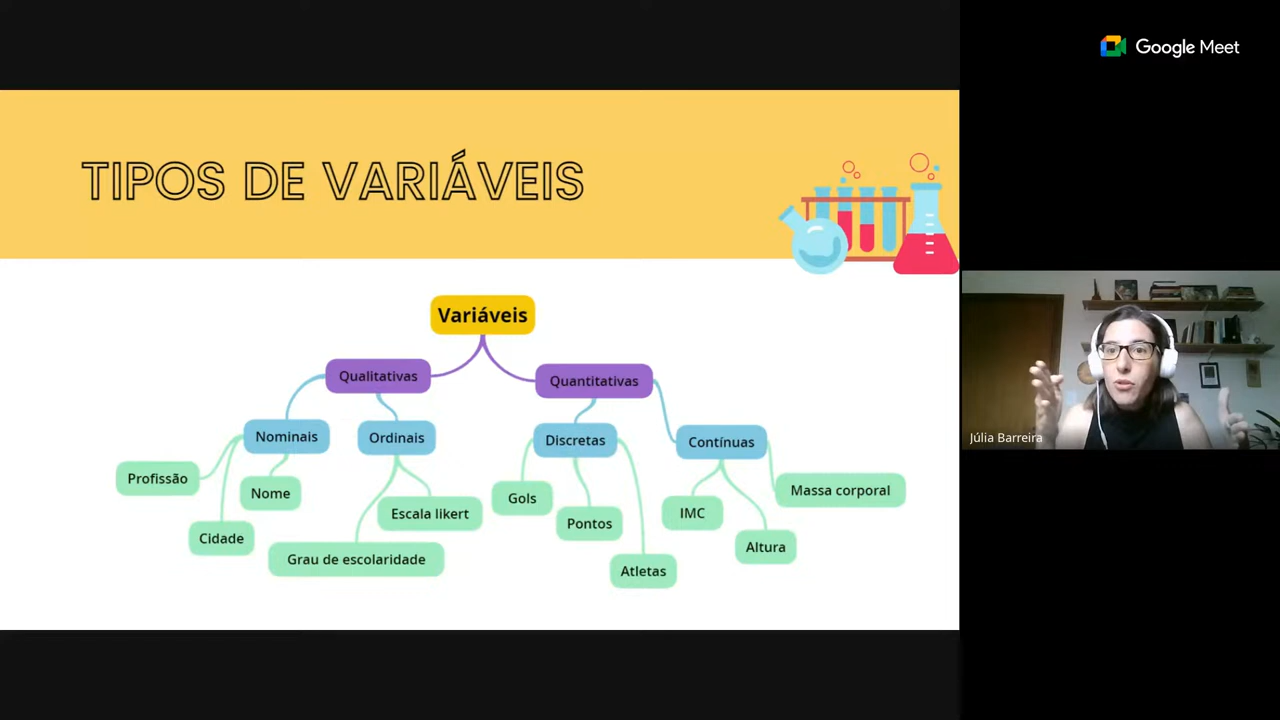 Google Meet
TIPOS DE VARIÁVEIS
Variáveis
Qualitativas
Quantitativas
Nominais
Ordinais
Discretas
Contínuas
Profissão
Nome
Cidade
Escala likert
Grau de escolaridade
Gols
Pontos
Atletas
IMC
Altura
Massa corporal
Júlia Barreira